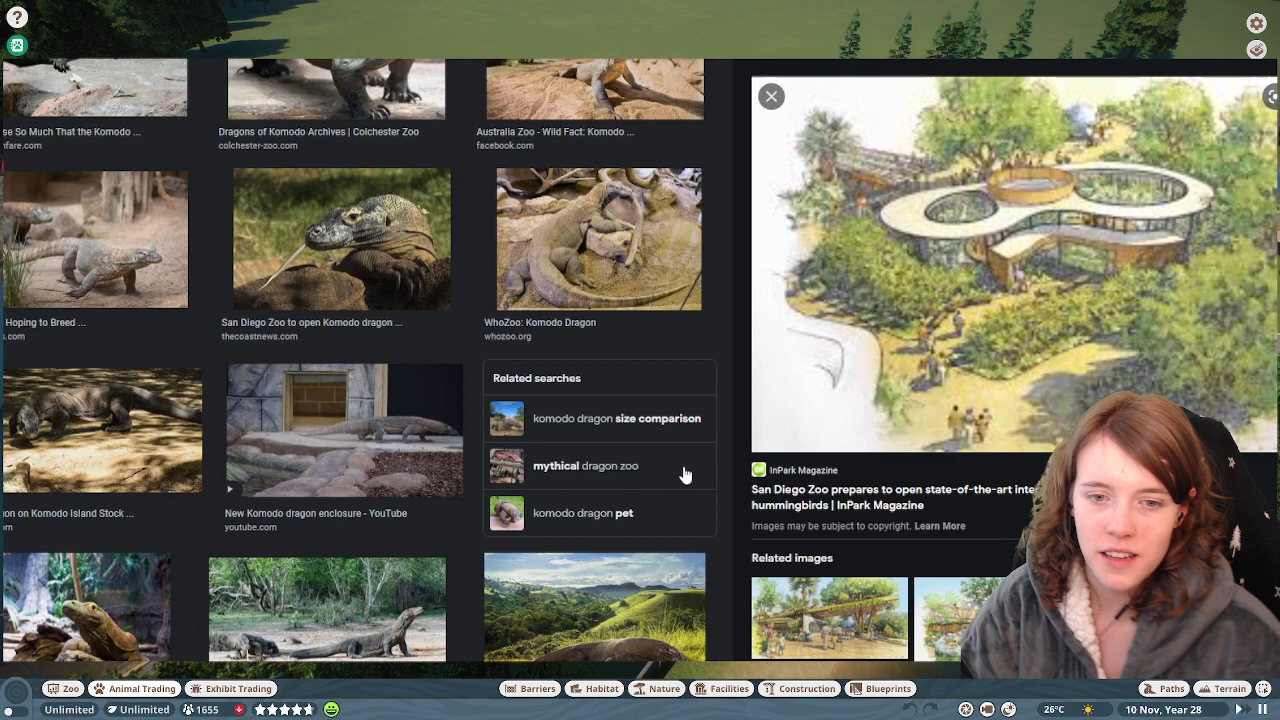 ?
se So Much That the Komodo ...
nfare.com
Dragons of Komodo Archives | Colchester Zoo
colchester-zoo.com
Australia Zoo - Wild Fact: Komodo ...
facebook.com
Hoping to Breed ...
s.com
San Diego Zoo to open Komodo dragon ...
thecoastnews.com
WhoZoo: Komodo Dragon
whozoo.org
Related searches
komodo dragon size comparison
mythical dragon zoo
komodo dragon pet
on on Komodo Island Stock ...
om
New Komodo dragon enclosure - YouTube
youtube.com
InPark Magazine
San Diego Zoo prepares to open state-of-the-art inte
hummingbirds | InPark Magazine
Images may be subject to copyright. Learn More
Related images
Zoo
Animal Trading
Exhibit Trading
Barriers
Habitat
Nature
Facilities
Construction
Blueprints
Paths
Terrain
Unlimited
Unlimited
1655
26°C
10 Nov, Year 28